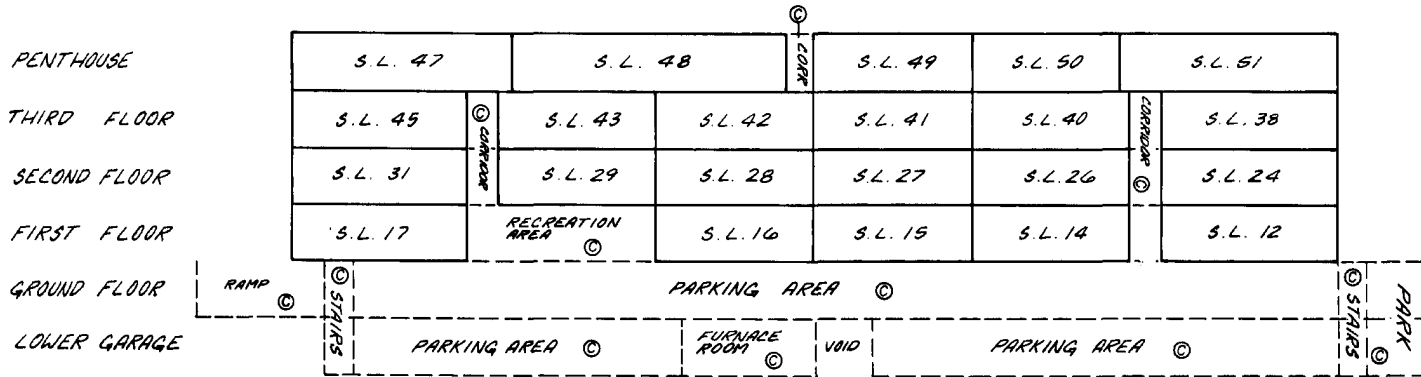 Ⓒ
PENTHOUSE S.L. 47 S.L. 48 CORR S.L. 49 S.L. 50 S.L. 51
THIRD FLOOR S.L. 45 Ⓒ CORRIDOR S.L. 43 S.L. 42 S.L. 41 S.L. 40 CORRIDOR Ⓒ S.L. 38
SECOND FLOOR S.L. 31 S.L. 29 S.L. 28 S.L. 27 S.L. 26 S.L. 24
FIRST FLOOR S.L. 17 RECREATION AREA Ⓒ S.L. 16 S.L. 15 S.L. 14 S.L. 12
GROUND FLOOR RAMP Ⓒ Ⓒ STAIRS PARKING AREA Ⓒ Ⓒ STAIRS PARK Ⓒ
LOWER GARAGE PARKING AREA Ⓒ FURNACE ROOM Ⓒ VOID PARKING AREA Ⓒ